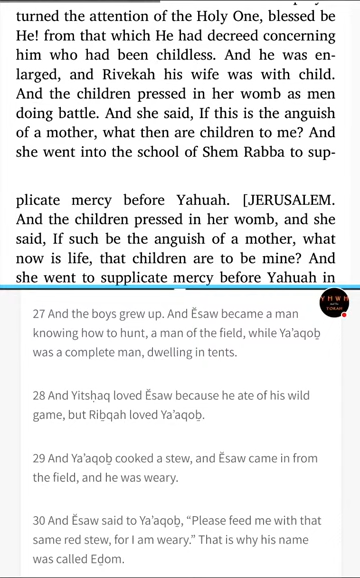 turned the attention of the Holy One, blessed be
He! from that which He had decreed concerning
him who had been childless. And he was en-
larged, and Rivekah his wife was with child.
And the children pressed in her womb as men
doing battle. And she said, If this is the anguish
of a mother, what then are children to me? And
she went into the school of Shem Rabba to sup-
plicate mercy before Yahuah. [JERUSALEM.
And the children pressed in her womb, and she
said, If such be the anguish of a mother, what
now is life, that children are to be mine? And
she went to supplicate mercy before Yahuah in
27 And the boys grew up. And Ěsaw became a man
knowing how to hunt, a man of the field, while Ya’aqoḇ
was a complete man, dwelling in tents.
28 And Yitsḥaq loved Ěsaw because he ate of his wild
game, but Riḇqah loved Ya’aqoḇ.
29 And Ya’aqoḇ cooked a stew, and Ěsaw came in from
the field, and he was weary.
30 And Ěsaw said to Ya’aqoḇ, “Please feed me with that
same red stew, for I am weary.” That is why his name
was called Eḏom.